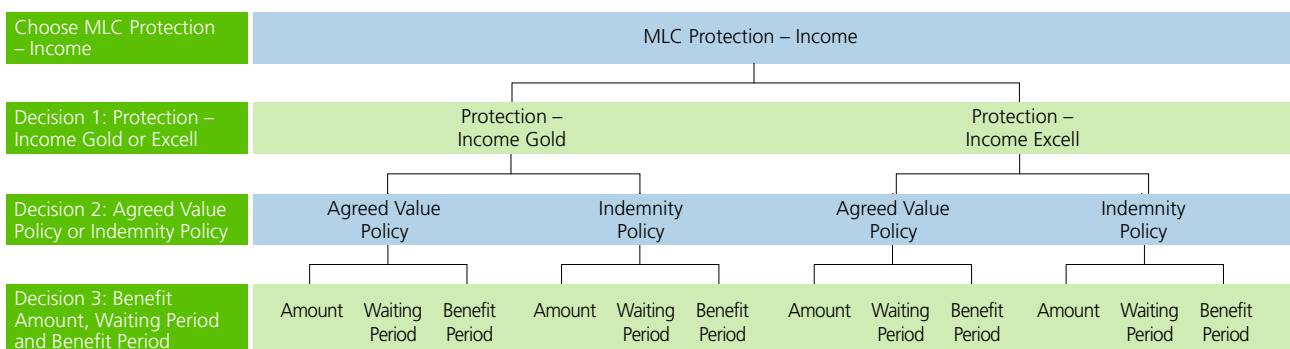 Choose MLC Protection
– Income
MLC Protection – Income
Decision 1: Protection –
Income Gold or Excell
Protection –
Income Gold
Protection –
Income Excell
Decision 2: Agreed Value
Policy or Indemnity Policy
Agreed Value
Policy
Indemnity
Policy
Agreed Value
Policy
Indemnity
Policy
Decision 3: Benefit
Amount, Waiting Period
and Benefit Period
Amount
Waiting
Period
Benefit
Period
Amount
Waiting
Period
Benefit
Period
Amount
Waiting
Period
Benefit
Period
Amount
Waiting
Period
Benefit
Period